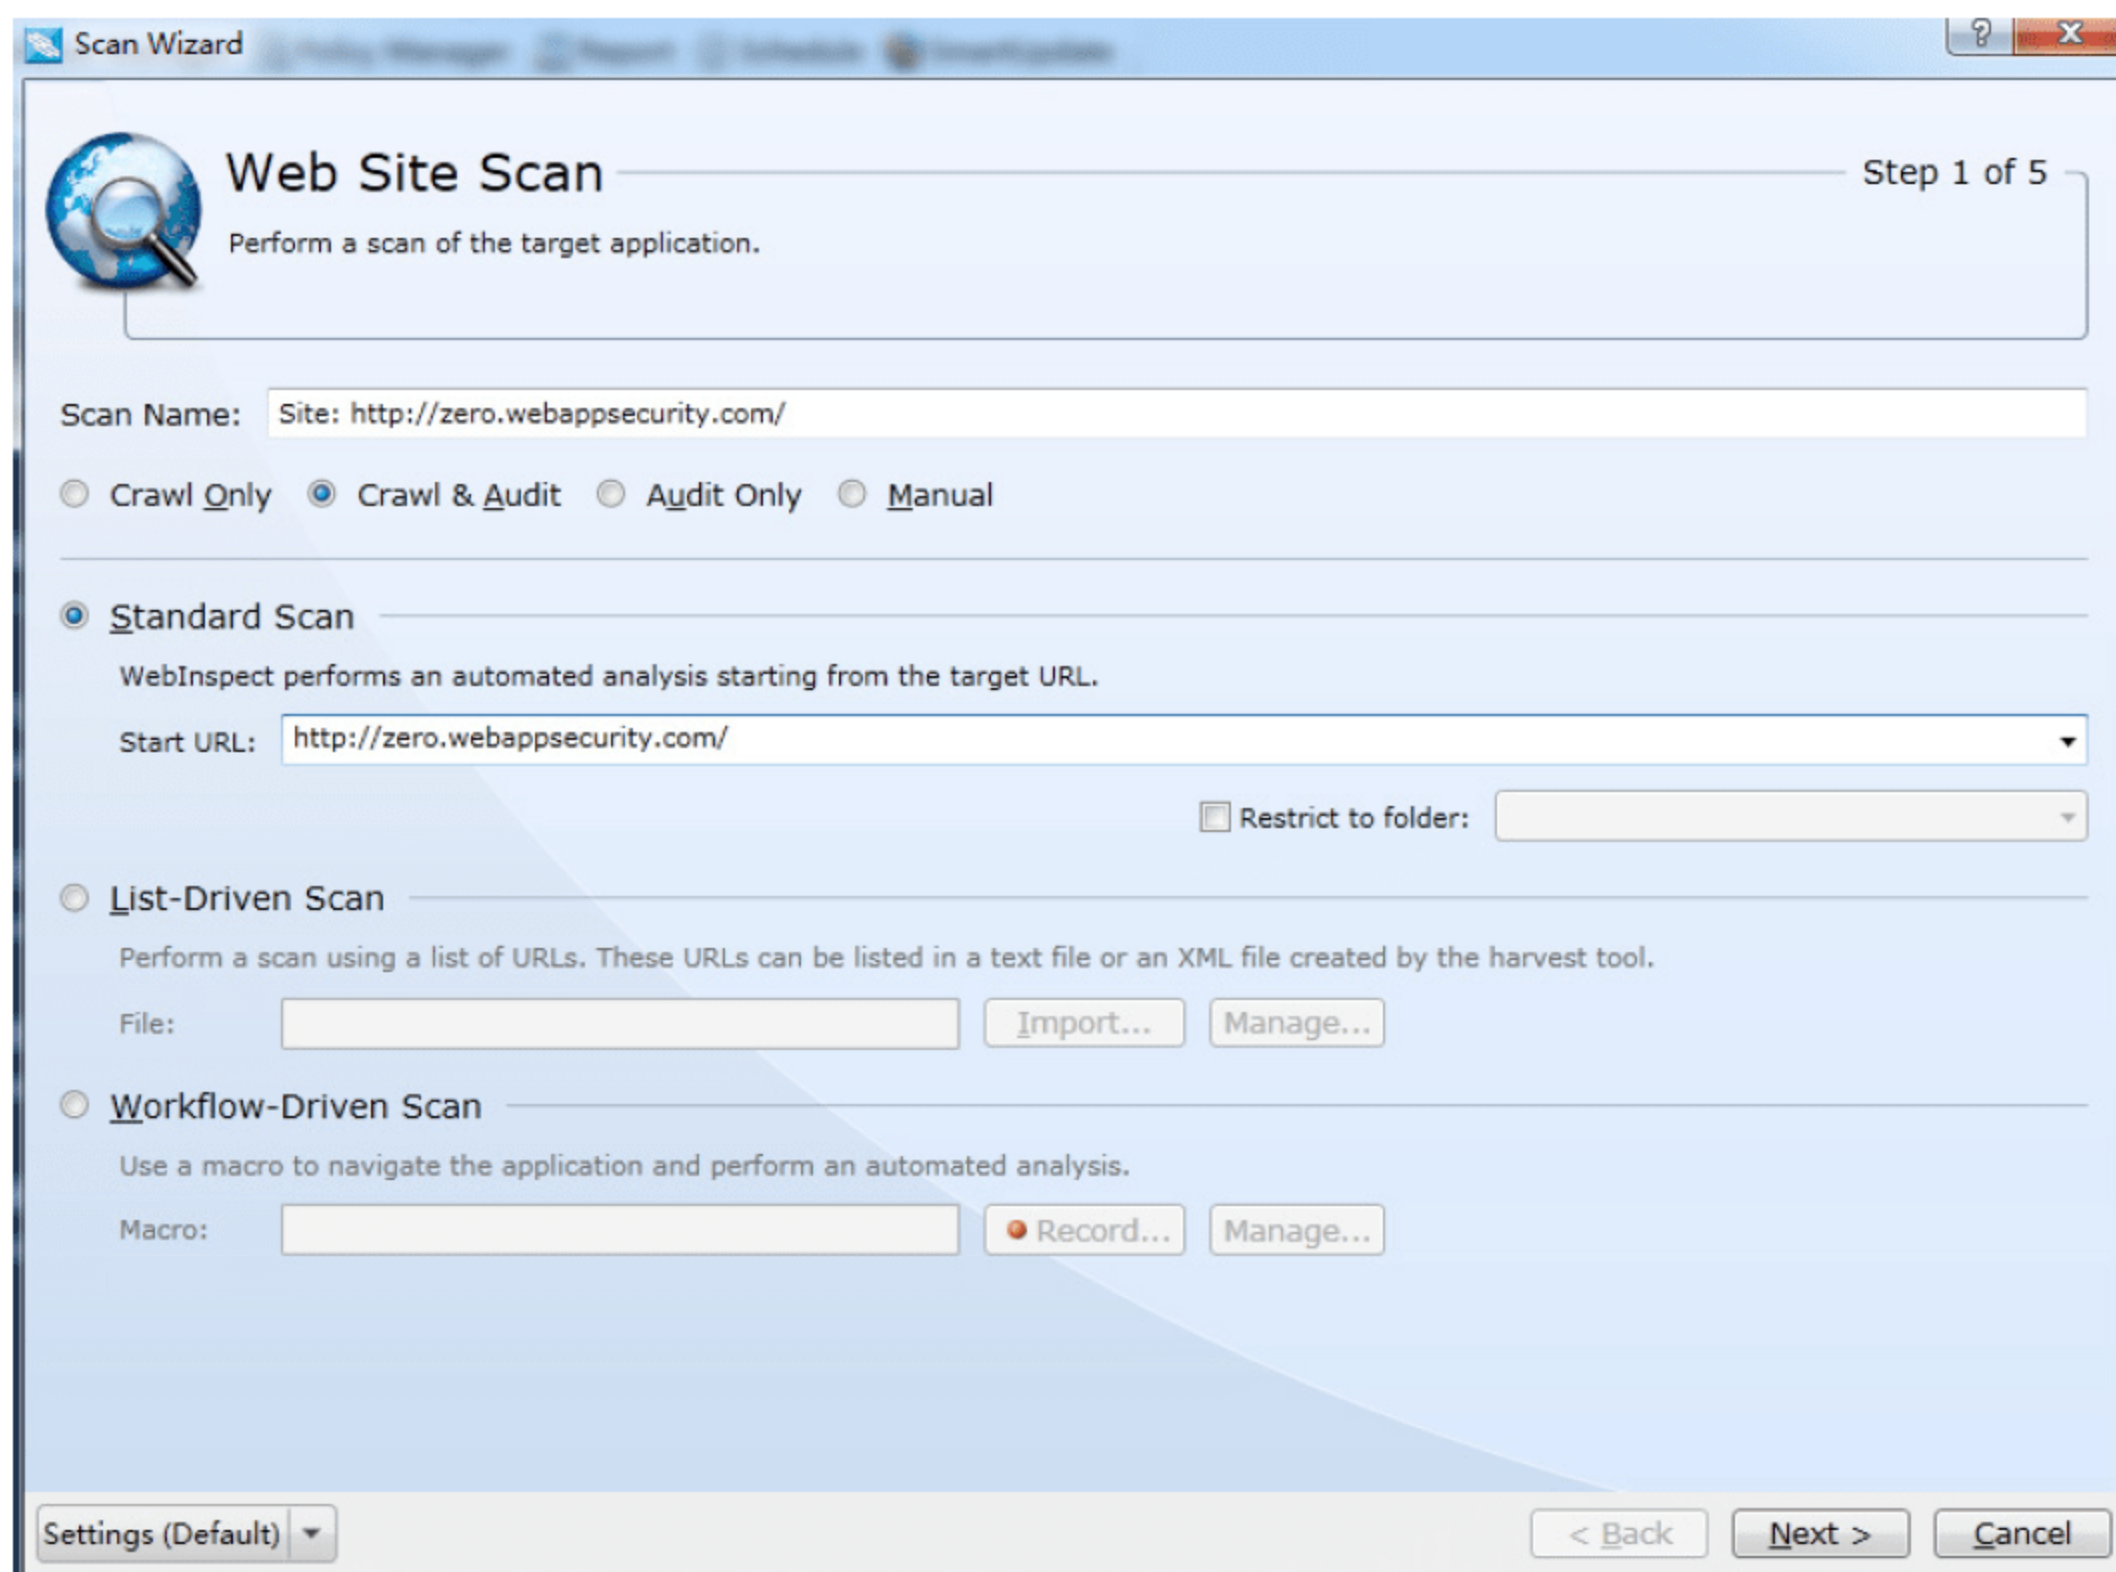 Scan Wizard
Web Site Scan
Step 1 of 5
Perform a scan of the target application.
Scan Name: Site: http://zero.webappsecurity.com/
Crawl Only Crawl & Audit Audit Only Manual
Standard Scan
WebInspect performs an automated analysis starting from the target URL.
Start URL: http://zero.webappsecurity.com/
Restrict to folder:
List-Driven Scan
Perform a scan using a list of URLs. These URLs can be listed in a text file or an XML file created by the harvest tool.
File: Import... Manage...
Workflow-Driven Scan
Use a macro to navigate the application and perform an automated analysis.
Macro: Record... Manage...
Settings (Default) < Back Next > Cancel